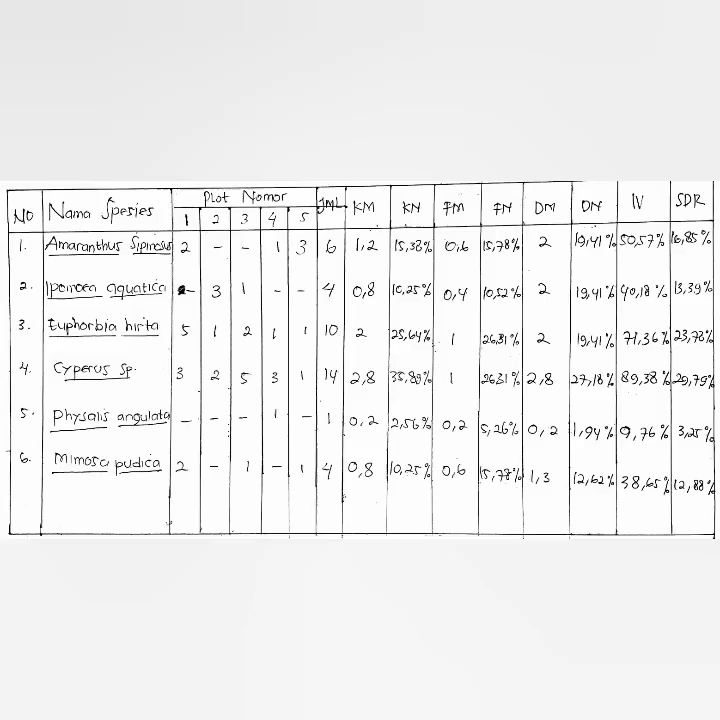 NO Nama Spesies Plot Nomor JML KM KN FM FN DM DN IV SDR
1 2 3 4 5
1. Amaranthus Sipinosus 2 - - 1 3 6 1,2 15,38% 0,6 15,78% 2 19,41% 50,57% 16,85%
2. Ipomoea aquatica - 3 1 - - 4 0,8 10,25% 0,4 10,52% 2 19,41% 40,18% 13,39%
3. Euphorbia hirta 5 1 2 1 1 10 2 25,64% 1 26,31% 2 19,41% 71,36% 23,78%
4. Cyperus Sp. 3 2 5 3 1 14 2,8 35,89% 1 26,31% 2,8 27,18% 89,38% 29,79%
5. Physalis angulata - - - 1 - 1 0,2 2,56% 0,2 5,26% 0,2 1,94% 9,76% 3,25%
6. Mimosa pudica 2 - 1 - 1 4 0,8 10,25% 0,6 15,78% 1,3 12,62% 38,65% 12,88%